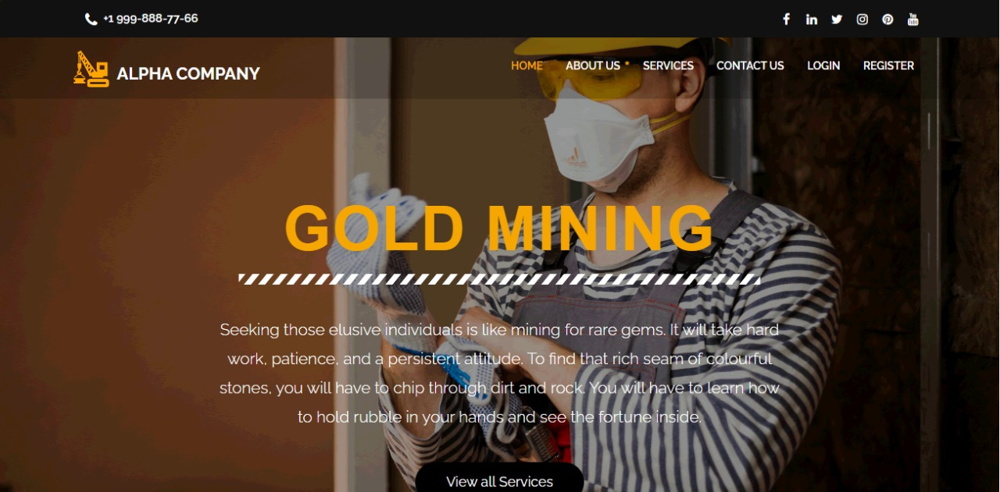 +1 999-888-77-66
ALPHA COMPANY
HOME ABOUT US * SERVICES CONTACT US LOGIN REGISTER
GOLD MINING
Seeking those elusive individuals is like mining for rare gems. It will take hard
work, patience, and a persistent attitude. To find that rich seam of colourful
stones, you will have to chip through dirt and rock. You will have to learn how
to hold rubble in your hands and see the fortune inside.
View all Services